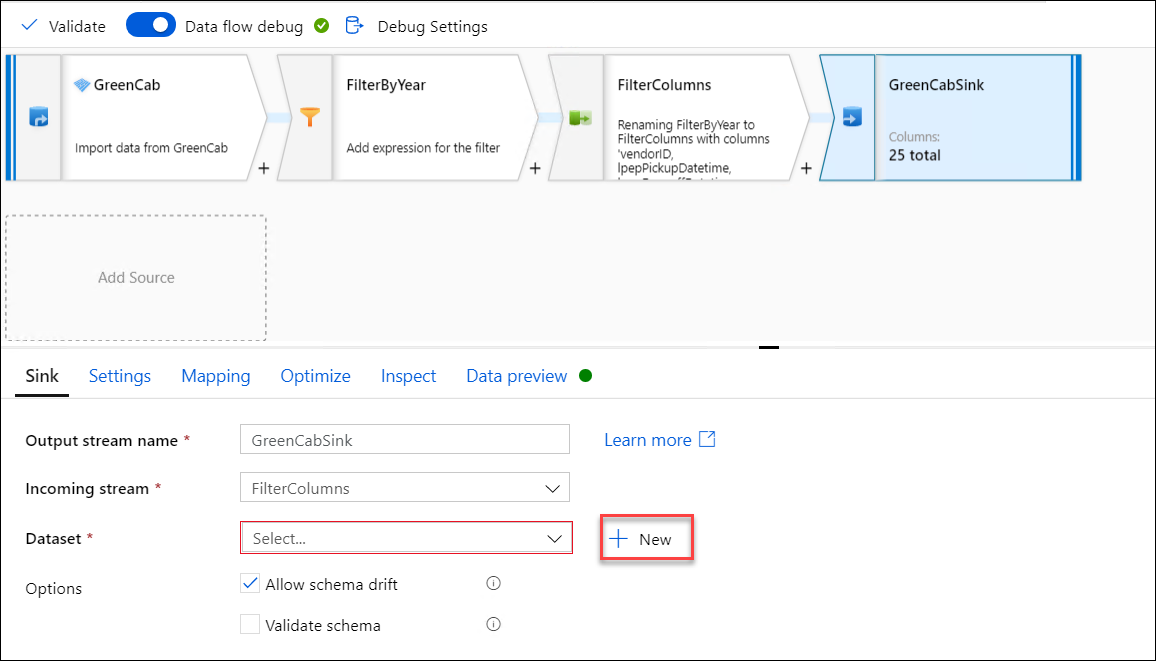 Validate Data flow debug Debug Settings
GreenCab
Import data from GreenCab
+
FilterByYear
Add expression for the filter
+
FilterColumns
Renaming FilterByYear to
FilterColumns with columns
'vendorID,
lpepPickupDatetime,
+
GreenCabSink
Columns:
25 total
Add Source
Sink Settings Mapping Optimize Inspect Data preview
Output stream name * GreenCabSink Learn more
Incoming stream * FilterColumns
Dataset * Select... + New
Options Allow schema drift
Validate schema